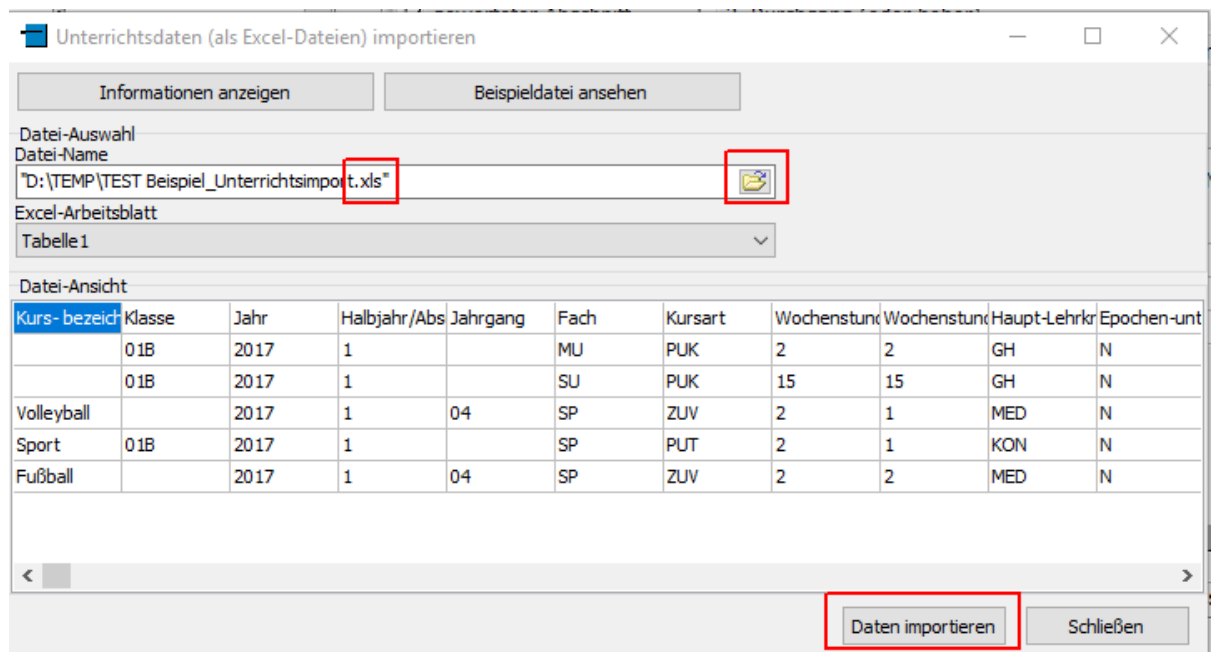 Unterrichtsdaten (als Excel-Dateien) importieren
Informationen anzeigen Beispieldatei ansehen
Datei-Auswahl
Datei-Name
"D:\TEMP\TEST Beispiel_Unterrichtsimport.xls"
Excel-Arbeitsblatt
Tabelle1
Datei-Ansicht
Kurs- bezeich Klasse Jahr Halbjahr/Abs Jahrgang Fach Kursart Wochenstund Wochenstund Haupt-Lehrkr Epochen-unt
01B 2017 1 MU PUK 2 2 GH N
01B 2017 1 SU PUK 15 15 GH N
Volleyball 2017 1 04 SP ZUV 2 1 MED N
Sport 01B 2017 1 SP PUT 2 1 KON N
Fußball 2017 1 04 SP ZUV 2 2 MED N
Daten importieren Schließen